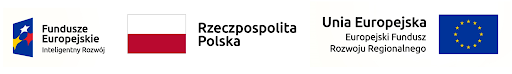 Fundusze
Europejskie
Inteligentny Rozwój
Rzeczpospolita
Polska
Unia Europejska
Europejski Fundusz
Rozwoju Regionalnego